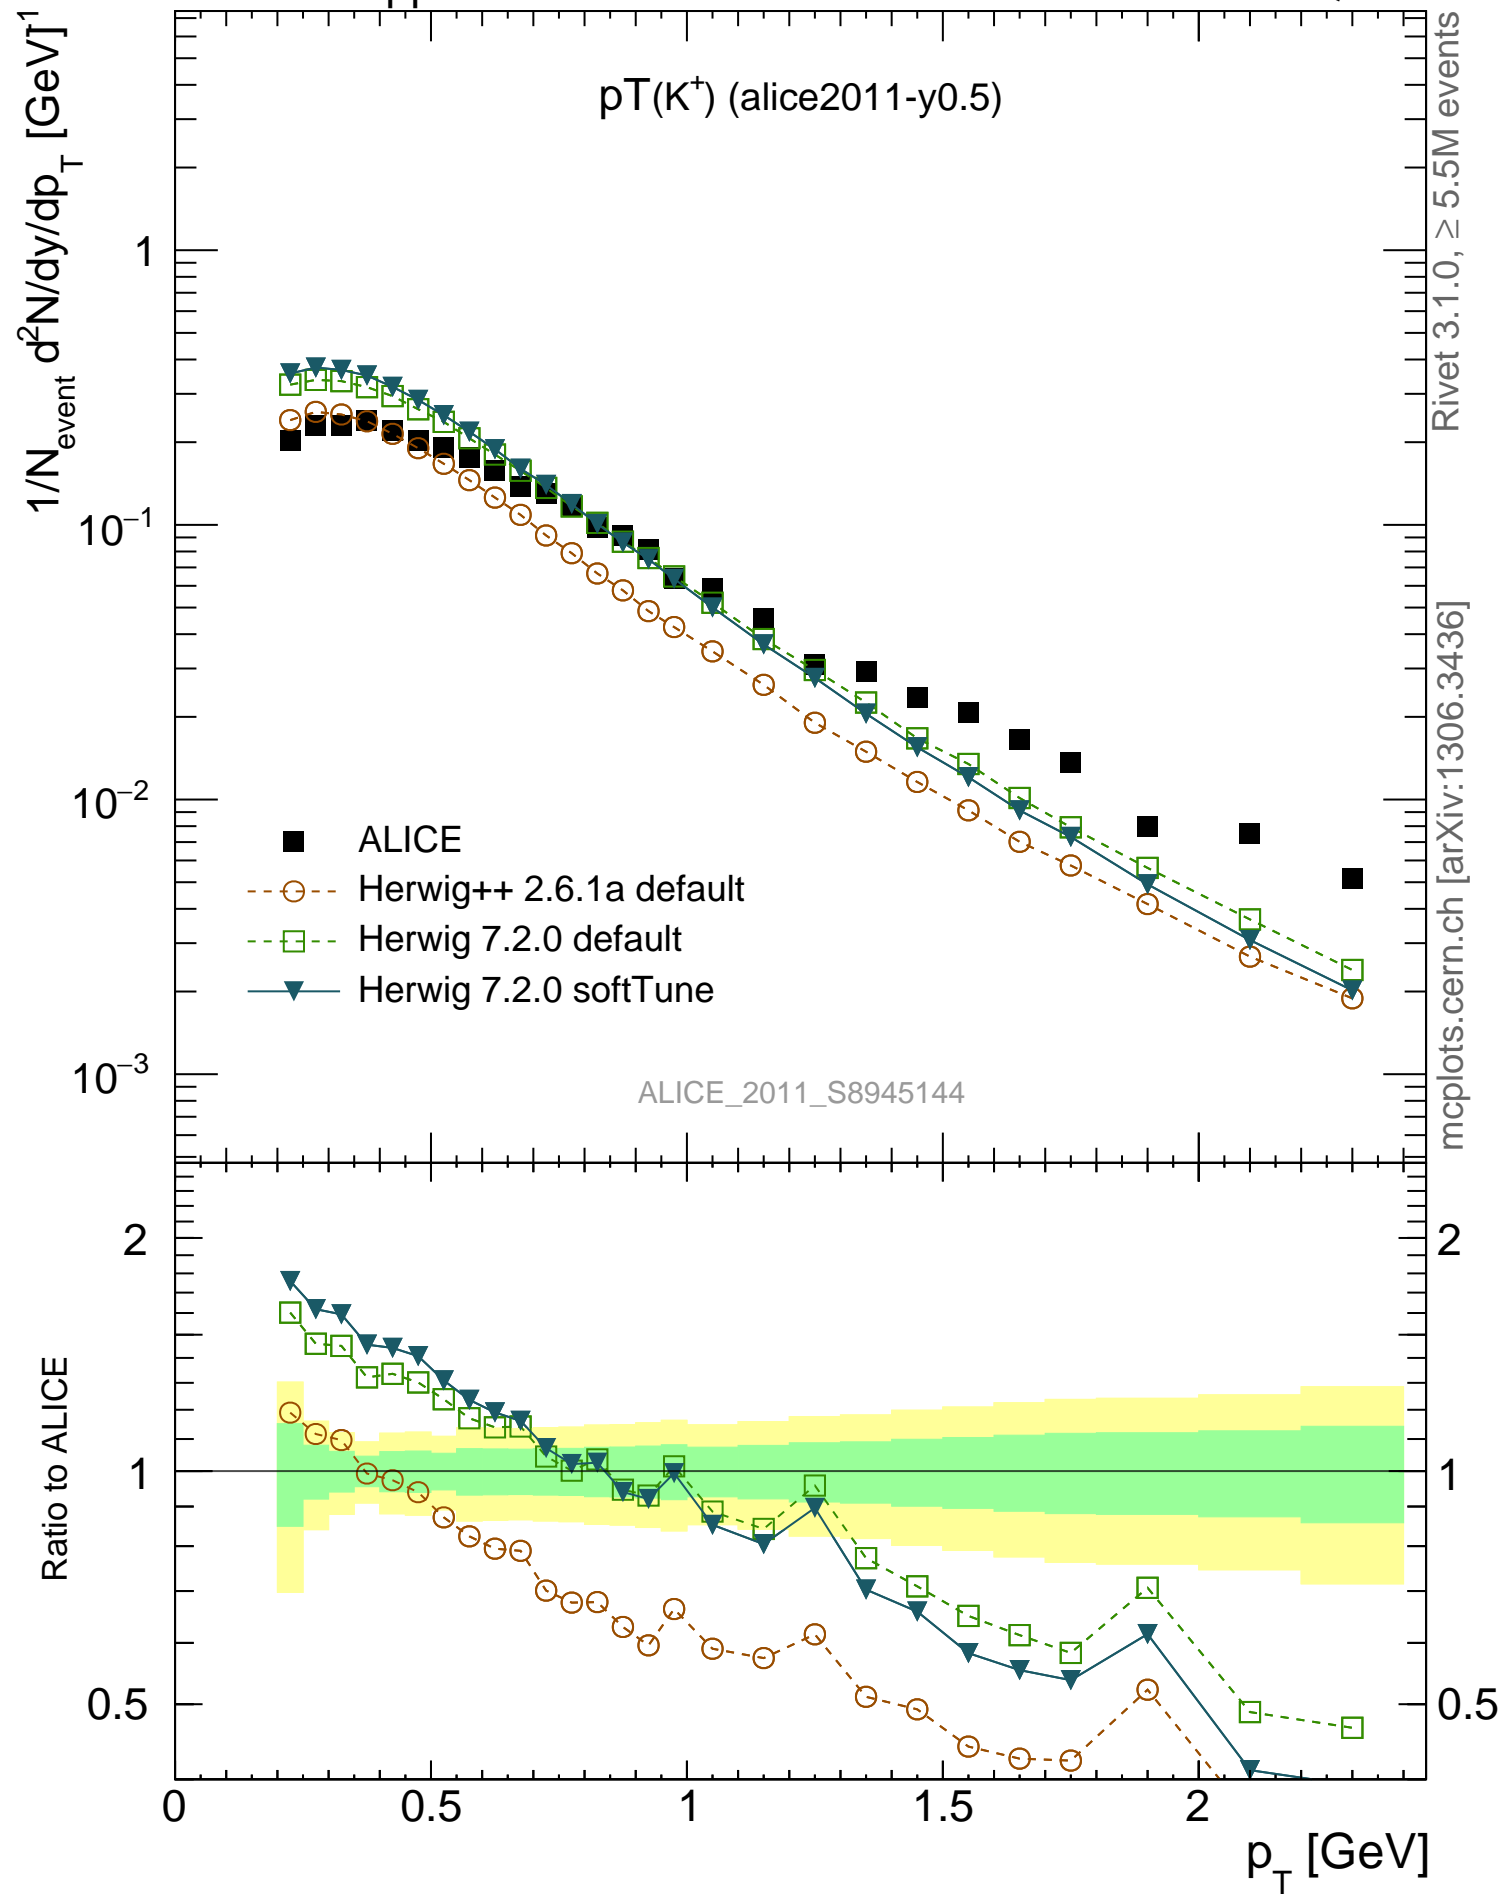 pT(K⁺) (alice2011-y0.5)
1/N_event d²N/dy/dp_T [GeV]⁻¹
1
10⁻¹
10⁻²
10⁻³
ALICE
Herwig++ 2.6.1a default
Herwig 7.2.0 default
Herwig 7.2.0 softTune
ALICE_2011_S8945144
Rivet 3.1.0, ≥ 5.5M events
mcplots.cern.ch [arXiv:1306.3436]
Ratio to ALICE
2
1
0.5
2
1
0.5
0
0.5
1
1.5
2
p_T [GeV]